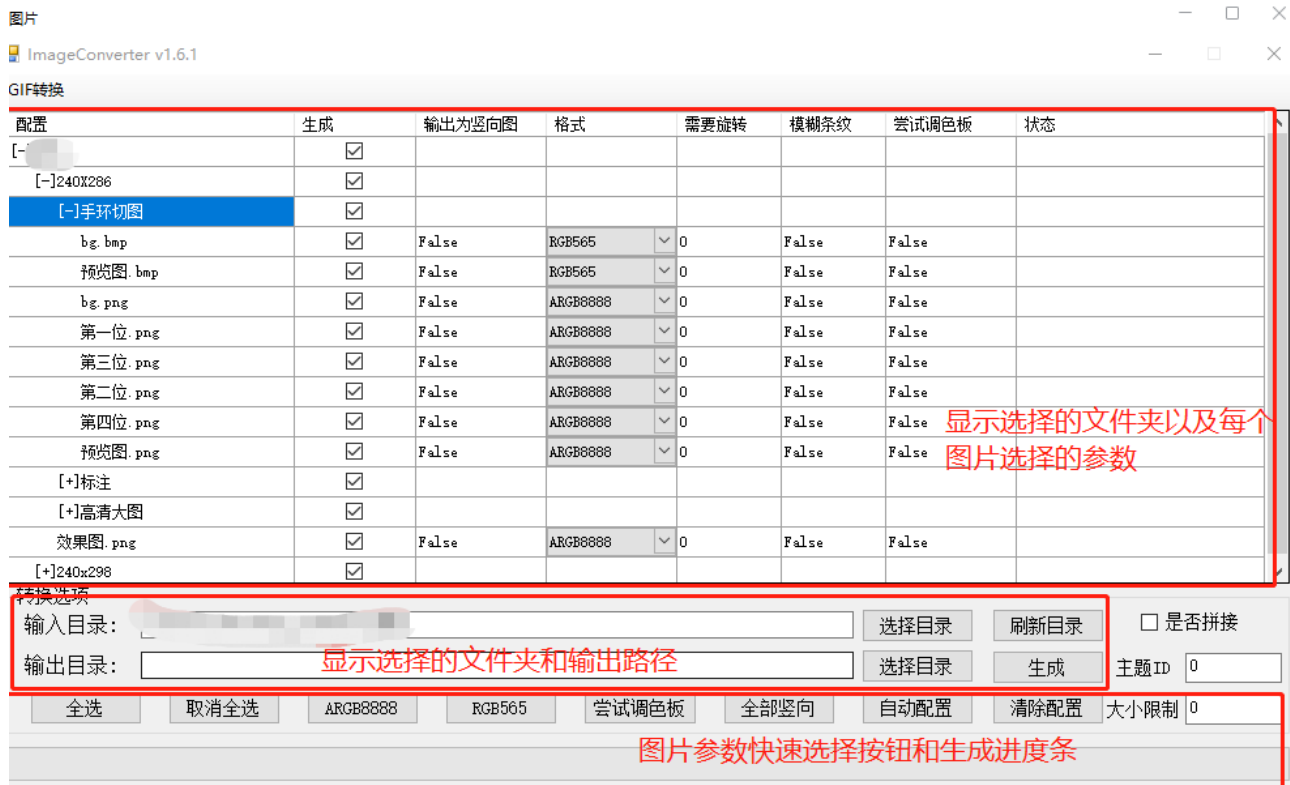 图片
ImageConverter v1.6.1
GIF转换
配置 生成 输出为竖向图 格式 需要旋转 模糊条纹 尝试调色板 状态
[-]
[-]240X286
[-]手环切图
bg.bmp False RGB565 0 False False
预览图.bmp False RGB565 0 False False
bg.png False ARGB8888 0 False False
第一位.png False ARGB8888 0 False False
第三位.png False ARGB8888 0 False False
第二位.png False ARGB8888 0 False False
第四位.png False ARGB8888 0 False False
预览图.png False ARGB8888 0 False False
显示选择的文件夹以及每个
图片选择的参数
[+]标注
[+]高清大图
效果图.png False ARGB8888 0 False False
[+]240x298
转换选项
输入目录: 选择目录 刷新目录 是否拼接
输出目录: 显示选择的文件夹和输出路径 选择目录 生成 主题ID 0
全选 取消全选 ARGB8888 RGB565 尝试调色板 全部竖向 自动配置 清除配置 大小限制 0
图片参数快速选择按钮和生成进度条